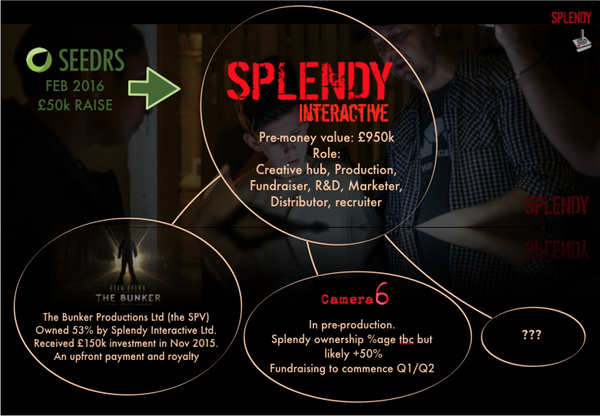 SPLENDY
SEEDRS
FEB 2016
£50k RAISE
SPLENDY
INTERACTIVE
Pre-money value: £950k
Role:
Creative hub, Production,
Fundraiser, R&D, Marketer,
Distributor, recruiter
SPLENDY
THE BUNKER
The Bunker Productions Ltd (the SPV)
Owned 53% by Splendy Interactive Ltd.
Received £150k investment in Nov 2015.
An upfront payment and royalty
Camera6
In pre-production.
Splendy ownership %age tbc but
likely +50%
Fundraising to commence Q1/Q2
???